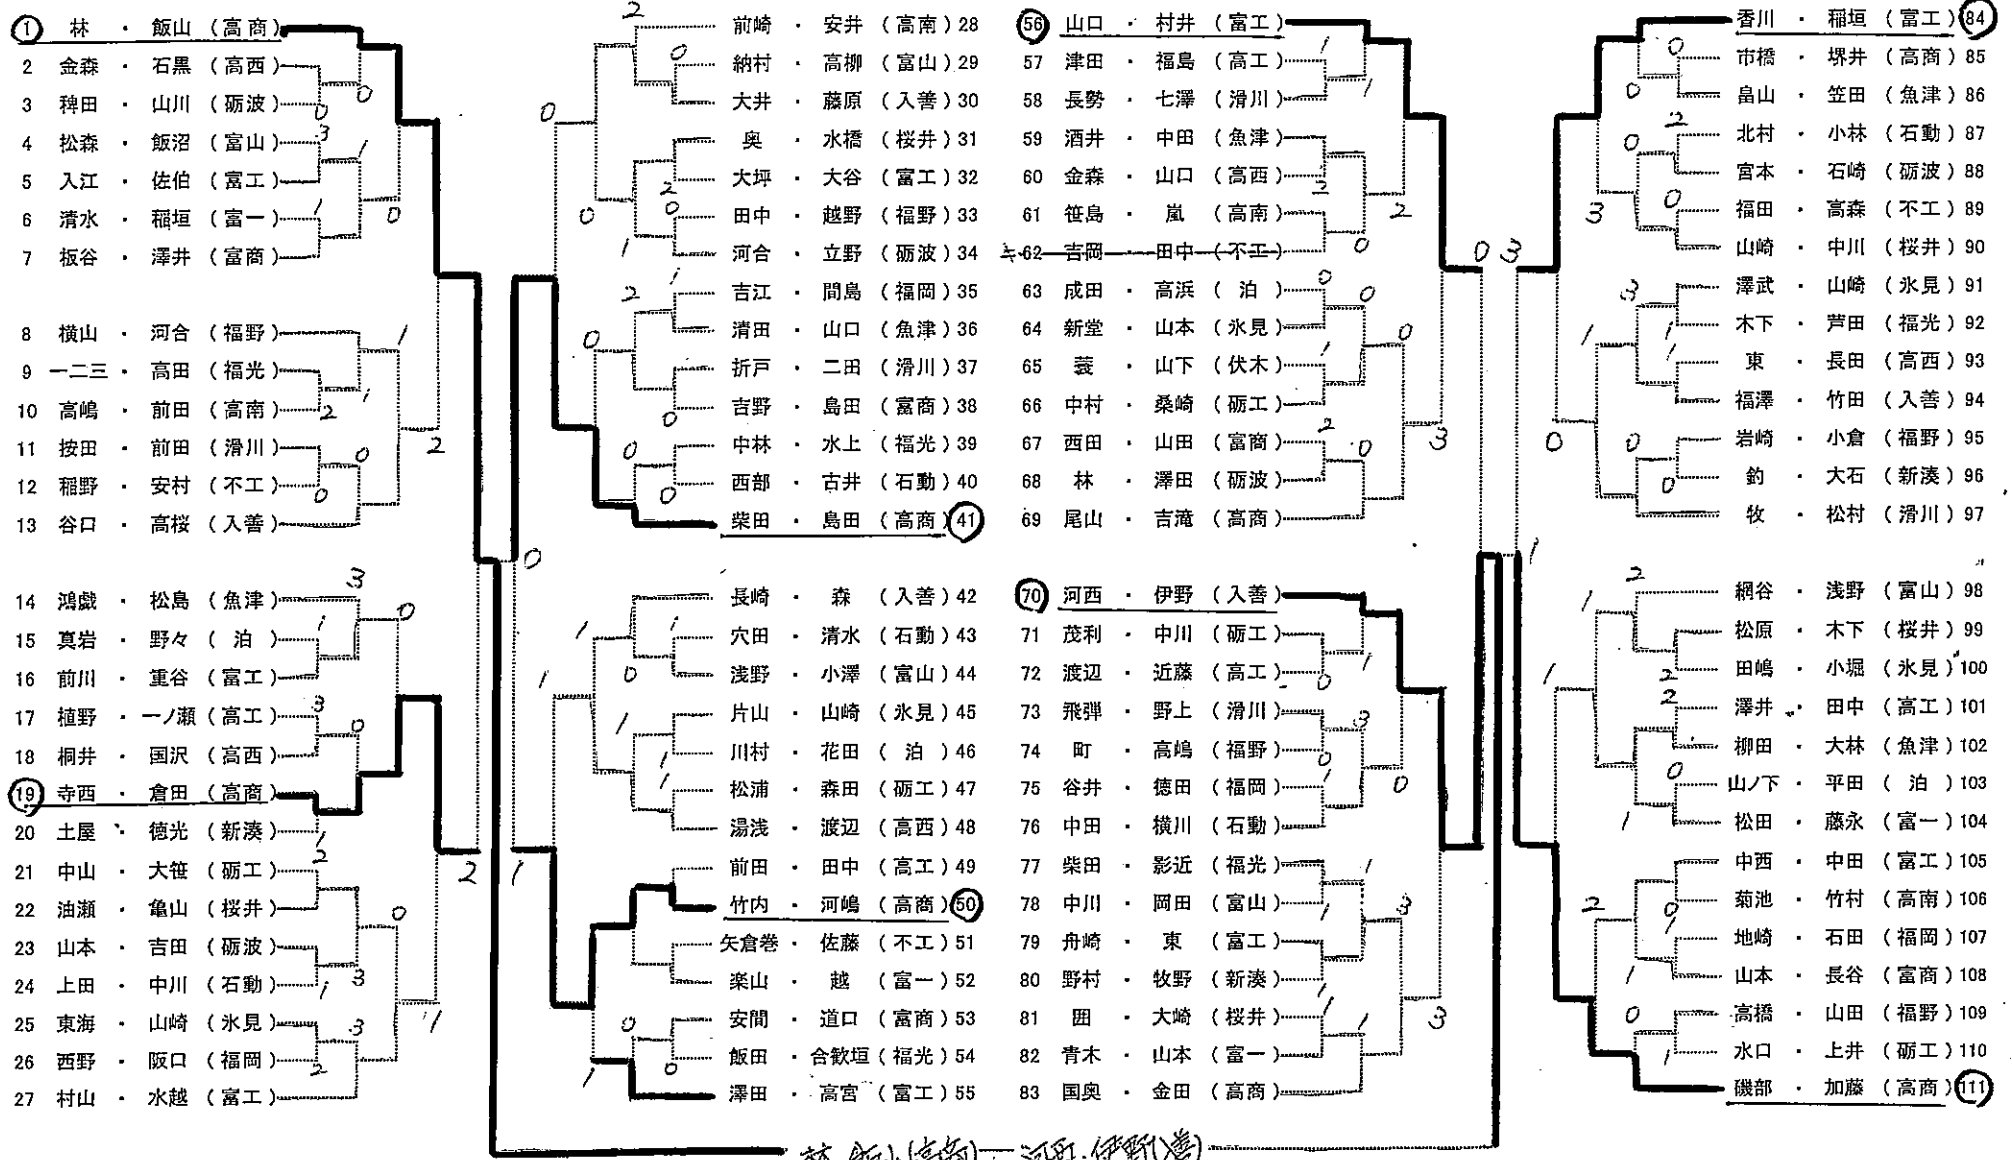 1 林 ・ 飯山 (高商)
2 金森 ・ 石黒 (高西)
3 稗田 ・ 山川 (砺波)
4 松森 ・ 飯沼 (富山)
5 入江 ・ 佐伯 (富工)
6 清水 ・ 稲垣 (富一)
7 板谷 ・ 澤井 (富商)
8 横山 ・ 河合 (福野)
9 一二三 ・ 高田 (福光)
10 高嶋 ・ 前田 (高南)
11 按田 ・ 前田 (滑川)
12 稲野 ・ 安村 (不工)
13 谷口 ・ 高桜 (入善)
14 鴻戯 ・ 松島 (魚津)
15 真岩 ・ 野々 (泊)
16 前川 ・ 重谷 (富工)
17 植野 ・ 一ノ瀬 (高工)
18 桐井 ・ 国沢 (高西)
19 寺西 ・ 倉田 (高商)
20 土屋 ・ 徳光 (新湊)
21 中山 ・ 大笹 (砺工)
22 油瀬 ・ 亀山 (桜井)
23 山本 ・ 吉田 (砺波)
24 上田 ・ 中川 (石動)
25 東海 ・ 山崎 (氷見)
26 西野 ・ 阪口 (福岡)
27 村山 ・ 水越 (富工)
前崎 ・ 安井 (高南) 28
納村 ・ 高柳 (富山) 29
大井 ・ 藤原 (入善) 30
奥 ・ 水橋 (桜井) 31
大坪 ・ 大谷 (富工) 32
田中 ・ 越野 (福野) 33
河合 ・ 立野 (砺波) 34
吉江 ・ 間島 (福岡) 35
清田 ・ 山口 (魚津) 36
折戸 ・ 二田 (滑川) 37
吉野 ・ 島田 (富商) 38
中林 ・ 水上 (福光) 39
西部 ・ 古井 (石動) 40
柴田 ・ 島田 (高商) 41
長崎 ・ 森 (入善) 42
穴田 ・ 清水 (石動) 43
浅野 ・ 小澤 (富山) 44
片山 ・ 山崎 (氷見) 45
川村 ・ 花田 (泊) 46
松浦 ・ 森田 (砺工) 47
湯浅 ・ 渡辺 (高西) 48
前田 ・ 田中 (高工) 49
竹内 ・ 河嶋 (高商) 50
矢倉巻 ・ 佐藤 (不工) 51
楽山 ・ 越 (富一) 52
安間 ・ 道口 (富商) 53
飯田 ・ 合歓垣 (福光) 54
澤田 ・ 高宮 (富工) 55
56 山口 ・ 村井 (富工)
57 津田 ・ 福島 (高工)
58 長勢 ・ 七澤 (滑川)
59 酒井 ・ 中田 (魚津)
60 金森 ・ 山口 (高西)
61 笹島 ・ 嵐 (高南)
キ 62 吉岡 田中 (不工)
63 成田 ・ 高浜 (泊)
64 新堂 ・ 山本 (氷見)
65 蓑 ・ 山下 (伏木)
66 中村 ・ 桑崎 (砺工)
67 西田 ・ 山田 (富商)
68 林 ・ 澤田 (砺波)
69 尾山 ・ 吉滝 (高商)
70 河西 ・ 伊野 (入善)
71 茂利 ・ 中川 (砺工)
72 渡辺 ・ 近藤 (高工)
73 飛弾 ・ 野上 (滑川)
74 町 ・ 高嶋 (福野)
75 谷井 ・ 徳田 (福岡)
76 中田 ・ 横川 (石動)
77 柴田 ・ 影近 (福光)
78 中川 ・ 岡田 (富山)
79 舟崎 ・ 東 (富工)
80 野村 ・ 牧野 (新湊)
81 囲 ・ 大崎 (桜井)
82 青木 ・ 山本 (富一)
83 国奥 ・ 金田 (高商)
香川 ・ 稲垣 (富工) 84
市橋 ・ 堺井 (高商) 85
畠山 ・ 笠田 (魚津) 86
北村 ・ 小林 (石動) 87
宮本 ・ 石崎 (砺波) 88
福田 ・ 高森 (不工) 89
山崎 ・ 中川 (桜井) 90
澤武 ・ 山崎 (氷見) 91
木下 ・ 芦田 (福光) 92
東 ・ 長田 (高西) 93
福澤 ・ 竹田 (入善) 94
岩崎 ・ 小倉 (福野) 95
釣 ・ 大石 (新湊) 96
牧 ・ 松村 (滑川) 97
網谷 ・ 浅野 (富山) 98
松原 ・ 木下 (桜井) 99
田嶋 ・ 小堀 (氷見) 100
澤井 ・ 田中 (高工) 101
柳田 ・ 大林 (魚津) 102
山ノ下 ・ 平田 (泊) 103
松田 ・ 藤永 (富一) 104
中西 ・ 中田 (富工) 105
菊池 ・ 竹村 (高南) 106
地崎 ・ 石田 (福岡) 107
山本 ・ 長谷 (富商) 108
高橋 ・ 山田 (福野) 109
水口 ・ 上井 (砺工) 110
磯部 ・ 加藤 (高商) 111
林 飯山(高商)—河西・伊野(入善)